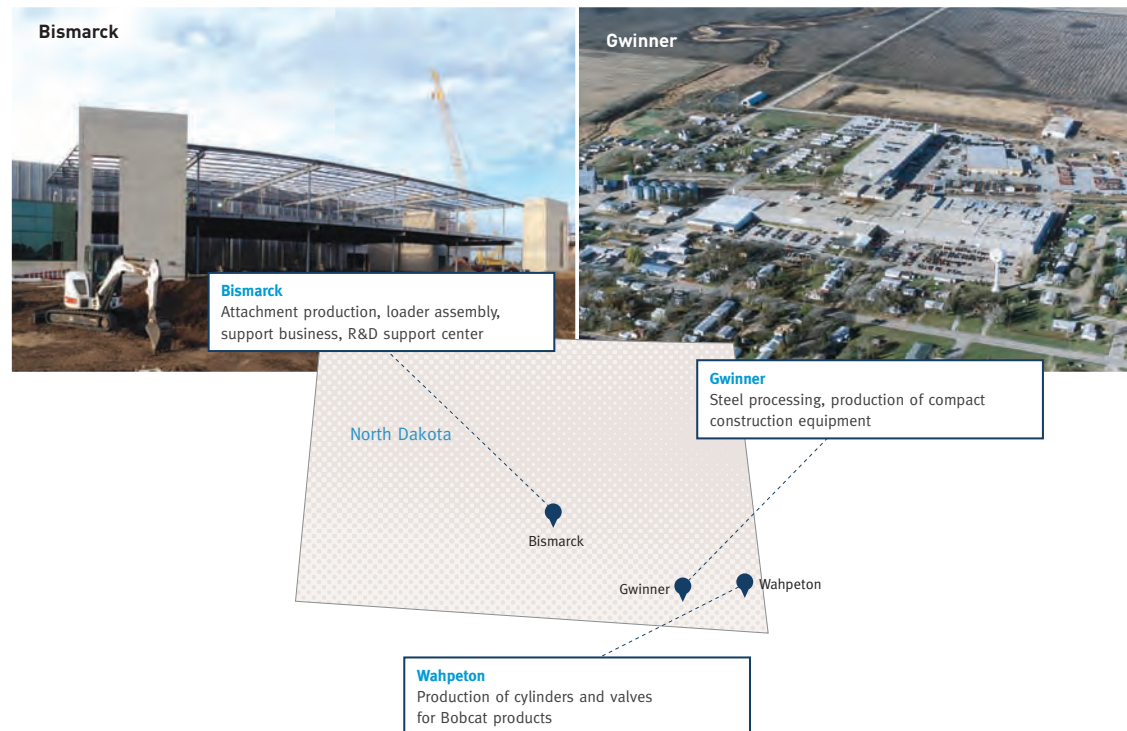 Bismarck
Gwinner
Bismarck
Attachment production, loader assembly,
support business, R&D support center
Gwinner
Steel processing, production of compact
construction equipment
North Dakota
Bismarck
Gwinner
Wahpeton
Wahpeton
Production of cylinders and valves
for Bobcat products